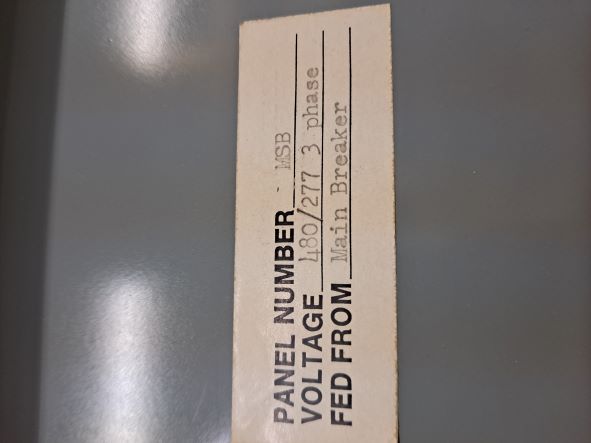 PANEL NUMBER MSB
VOLTAGE 480/277 3 phase
FED FROM Main Breaker